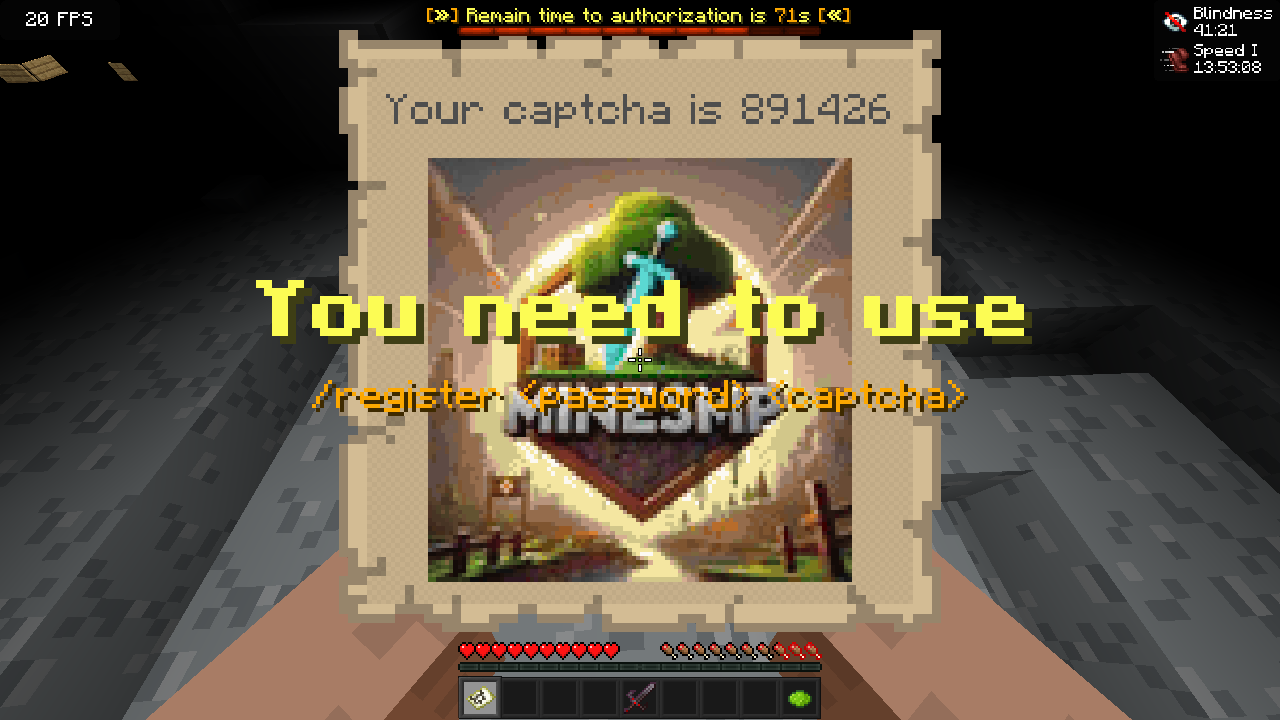 20 FPS
[»] Remain time to authorization is 71s [«]
Blindness
41:21
Speed I
13:53:08
Your captcha is 891426
You need to use
/register <password> <captcha>
MINESMP